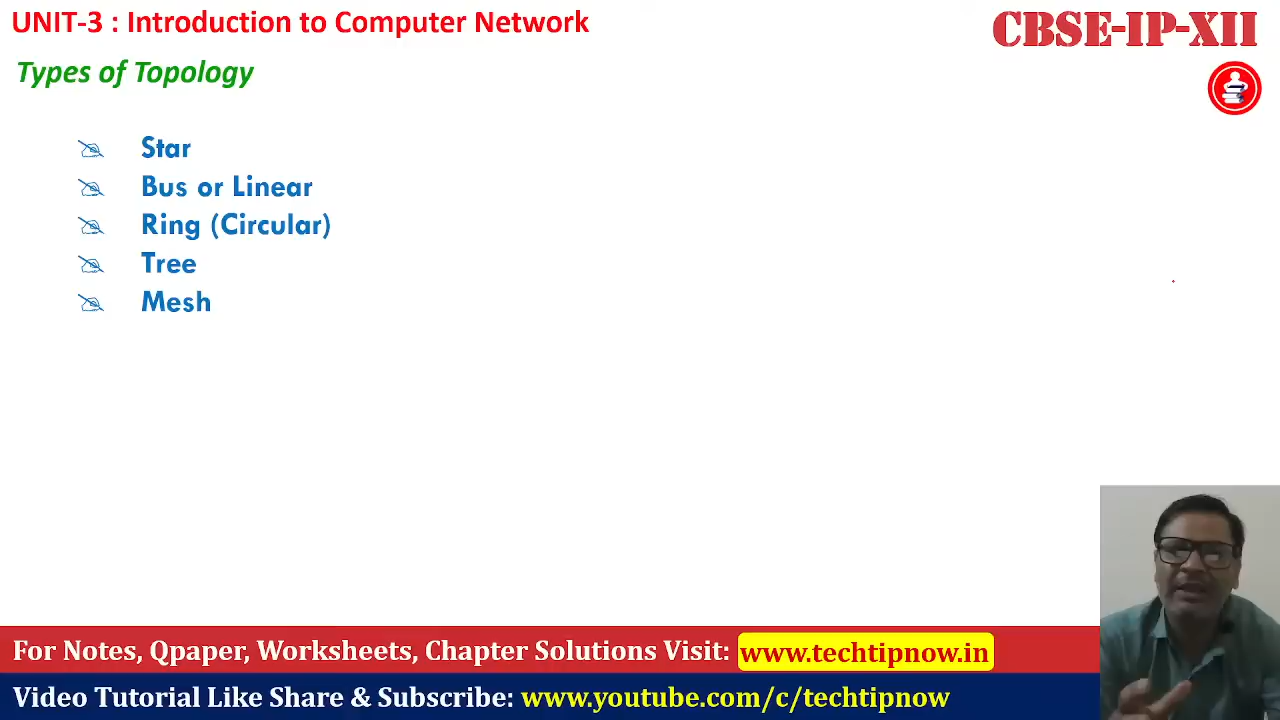 UNIT-3 : Introduction to Computer Network
CBSE-IP-XII
Types of Topology
Star
Bus or Linear
Ring (Circular)
Tree
Mesh
For Notes, Qpaper, Worksheets, Chapter Solutions Visit: www.techtipnow.in
Video Tutorial Like Share & Subscribe: www.youtube.com/c/techtipnow